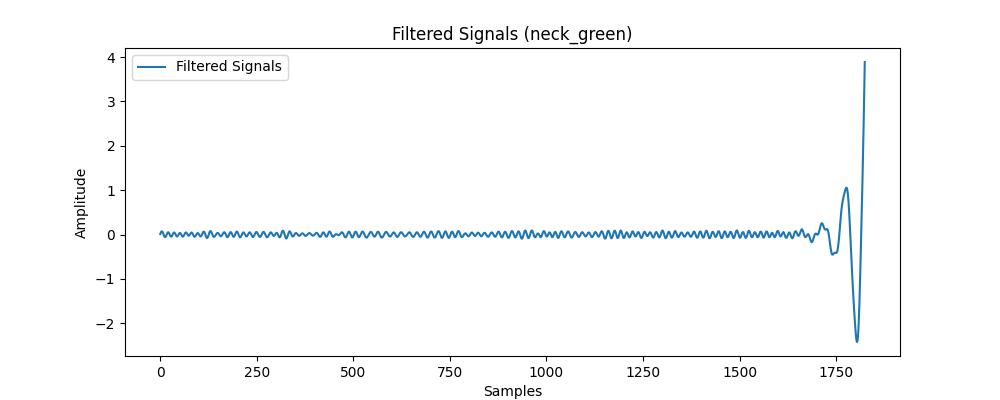 Filtered Signals (neck_green)
Filtered Signals
4
3
2
1
0
−1
−2
Amplitude
0 250 500 750 1000 1250 1500 1750
Samples